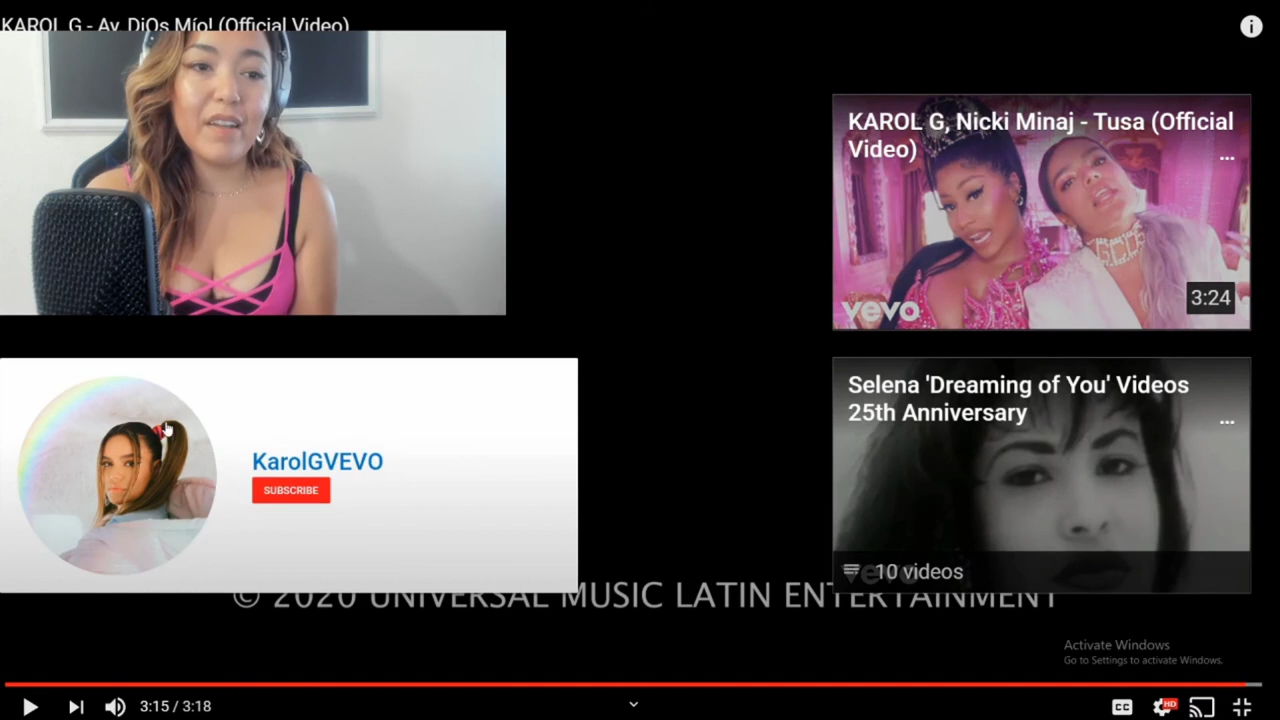 KAROL G - Ay, DiOs Mío! (Official Video)
KAROL G, Nicki Minaj - Tusa (Official
Video)
vevo
3:24
KarolGVEVO
SUBSCRIBE
Selena 'Dreaming of You' Videos
25th Anniversary
vevo
10 videos
© 2020 UNIVERSAL MUSIC LATIN ENTERTAINMENT
Activate Windows
Go to Settings to activate Windows.
3:15 / 3:18
CC
HD